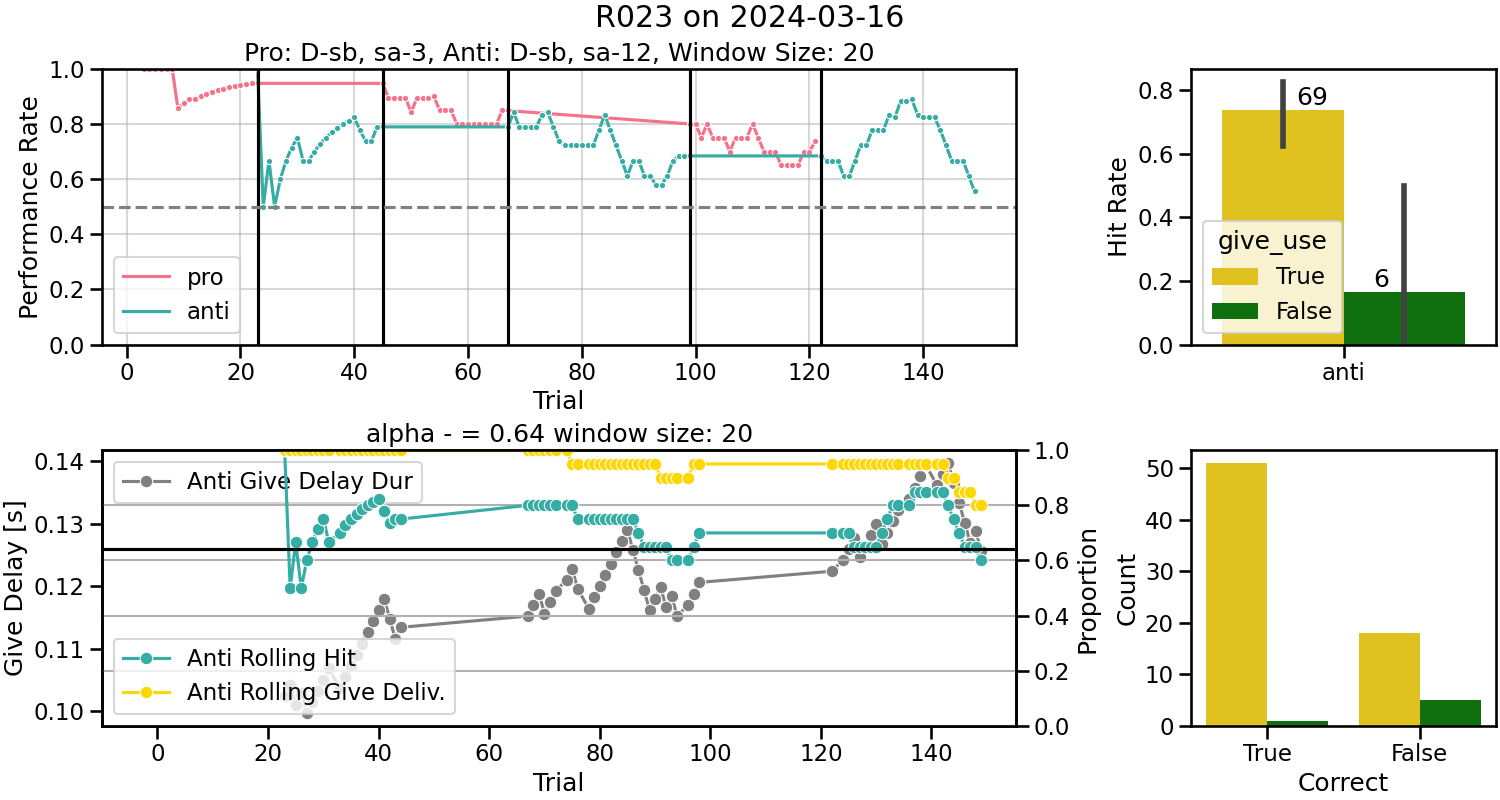 R023 on 2024-03-16
Pro: D-sb, sa-3, Anti: D-sb, sa-12, Window Size: 20
Performance Rate
1.0
0.8
0.6
0.4
0.2
0.0
pro
anti
0 20 40 60 80 100 120 140
Trial
Hit Rate
0.8
0.6
0.4
0.2
0.0
69
6
give_use
True
False
anti
alpha - = 0.64 window size: 20
Give Delay [s]
0.14
0.13
0.12
0.11
0.10
Anti Give Delay Dur
Anti Rolling Hit
Anti Rolling Give Deliv.
1.0
0.8
0.6
0.4
0.2
0.0
Proportion
0 20 40 60 80 100 120 140
Trial
Count
50
40
30
20
10
0
True False
Correct